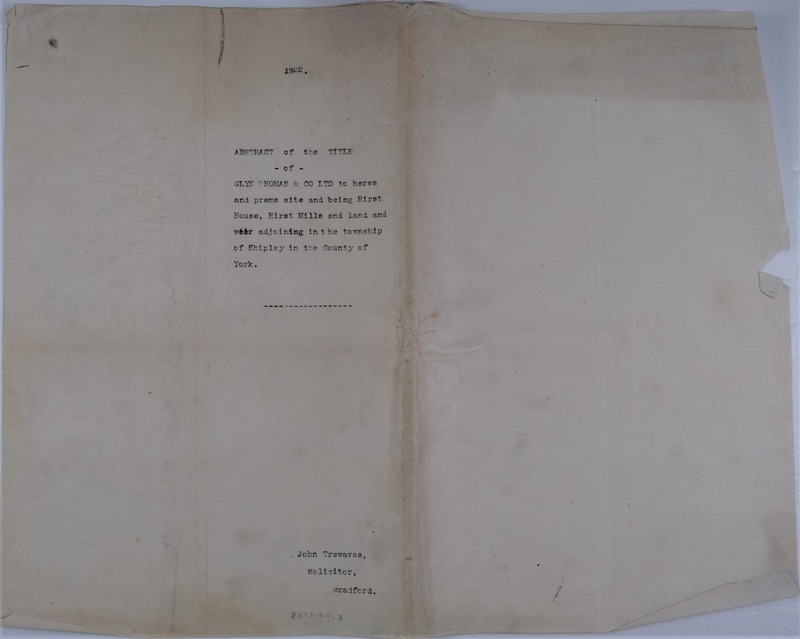 1922.
ABSTRACT of the TITLE
- of -
GLYN THOMAS & CO LTD to heres
and prems site and being Hirst
House, Hirst Mills and land and
weir adjoining in the township
of Shipley in the County of
York.
John Trewavas,
Solicitor,
Bradford.